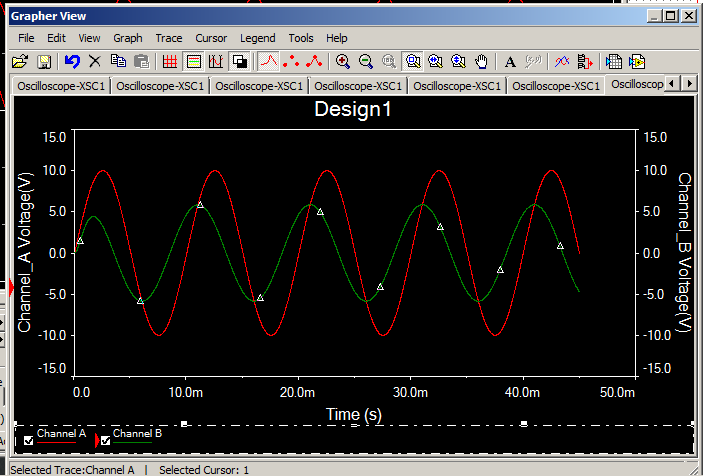 Grapher View
File Edit View Graph Trace Cursor Legend Tools Help
A
Oscilloscope-XSC1 Oscilloscope-XSC1 Oscilloscope-XSC1 Oscilloscope-XSC1 Oscilloscope-XSC1 Oscilloscope-XSC1 Oscilloscop
Design1
15.0 15.0
10.0 10.0
5.0 5.0
0.0 0.0
-5.0 -5.0
-10.0 -10.0
-15.0 -15.0
Channel_A Voltage(V)
Channel_B Voltage(V)
0.0 10.0m 20.0m 30.0m 40.0m 50.0m
Time (s)
Channel A Channel B
Selected Trace:Channel A | Selected Cursor: 1